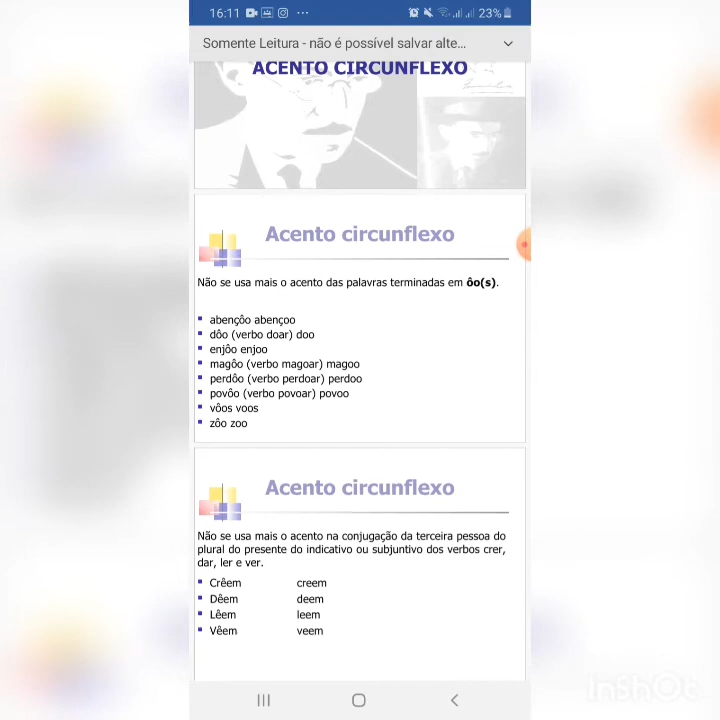 16:11 ... 23%
Somente Leitura - não é possível salvar alte...
ACENTO CIRCUNFLEXO
Acento circunflexo
Não se usa mais o acento das palavras terminadas em ôo(s).
abençôo abençoo
dôo (verbo doar) doo
enjôo enjoo
magôo (verbo magoar) magoo
perdôo (verbo perdoar) perdoo
povôo (verbo povoar) povoo
vôos voos
zôo zoo
Acento circunflexo
Não se usa mais o acento na conjugação da terceira pessoa do
plural do presente do indicativo ou subjuntivo dos verbos crer,
dar, ler e ver.
Crêem creem
Dêem deem
Lêem leem
Vêem veem
InShOt